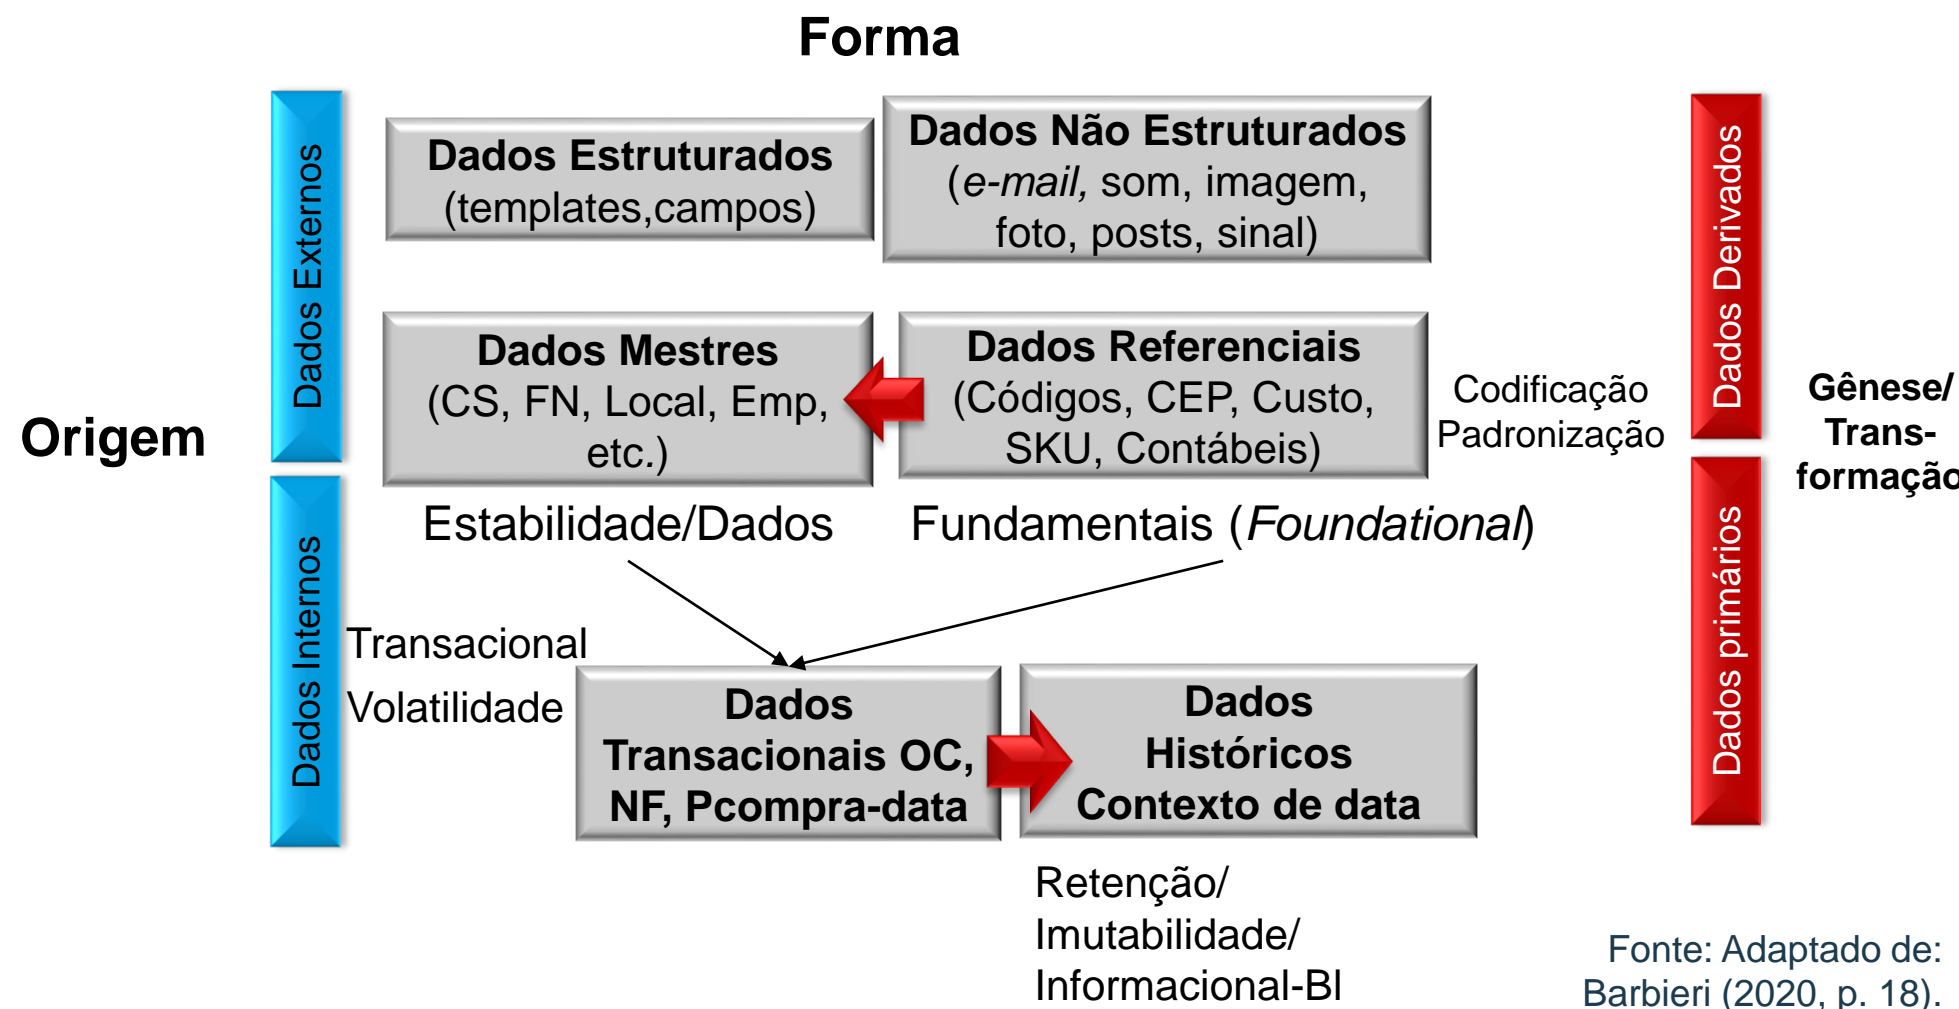 Forma
Dados Externos
Dados Estruturados
(templates,campos)
Dados Não Estruturados
(e-mail, som, imagem,
foto, posts, sinal)
Dados Derivados
Origem
Dados Mestres
(CS, FN, Local, Emp,
etc.)
Dados Referenciais
(Códigos, CEP, Custo,
SKU, Contábeis)
Codificação
Padronização
Gênese/
Trans-
formação
Estabilidade/Dados
Fundamentais (Foundational)
Dados Internos
Transacional
Volatilidade
Dados
Transacionais OC,
NF, Pcompra-data
Dados
Históricos
Contexto de data
Dados primários
Retenção/
Imutabilidade/
Informacional-BI
Fonte: Adaptado de:
Barbieri (2020, p. 18).